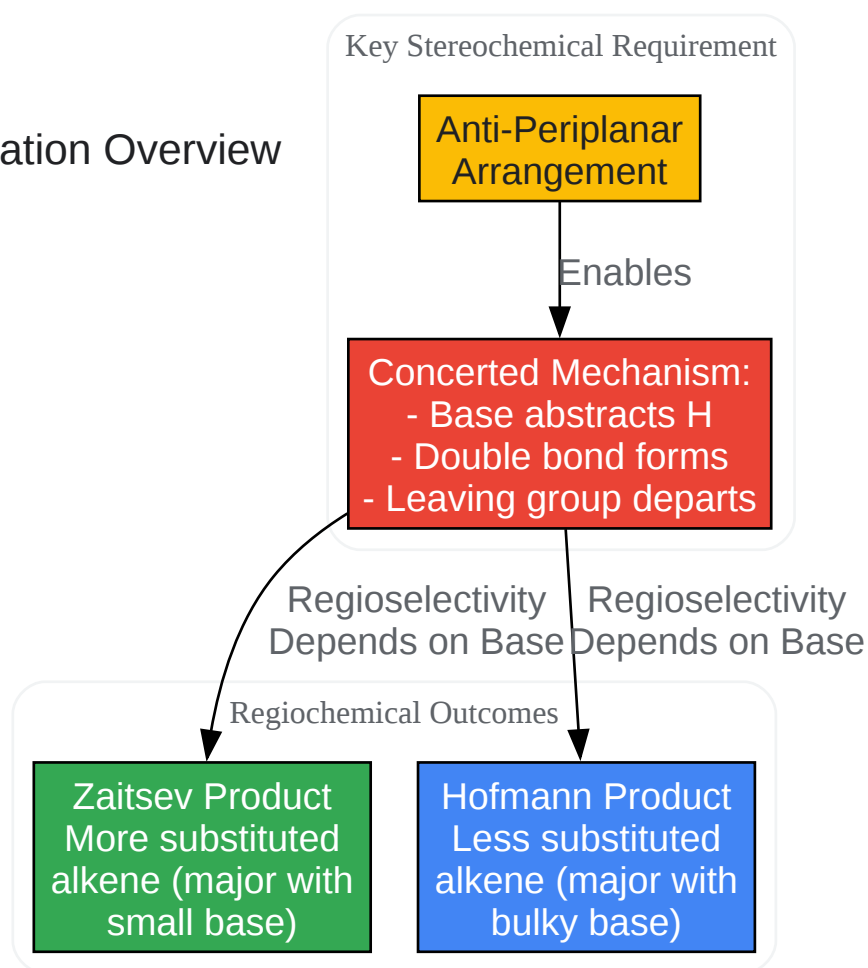 Key Stereochemical Requirement
ation Overview
Anti-Periplanar
Arrangement
Enables
Concerted Mechanism:
- Base abstracts H
- Double bond forms
- Leaving group departs
Regioselectivity
Depends on Base
Regioselectivity
Depends on Base
Regiochemical Outcomes
Zaitsev Product
More substituted
alkene (major with
small base)
Hofmann Product
Less substituted
alkene (major with
bulky base)